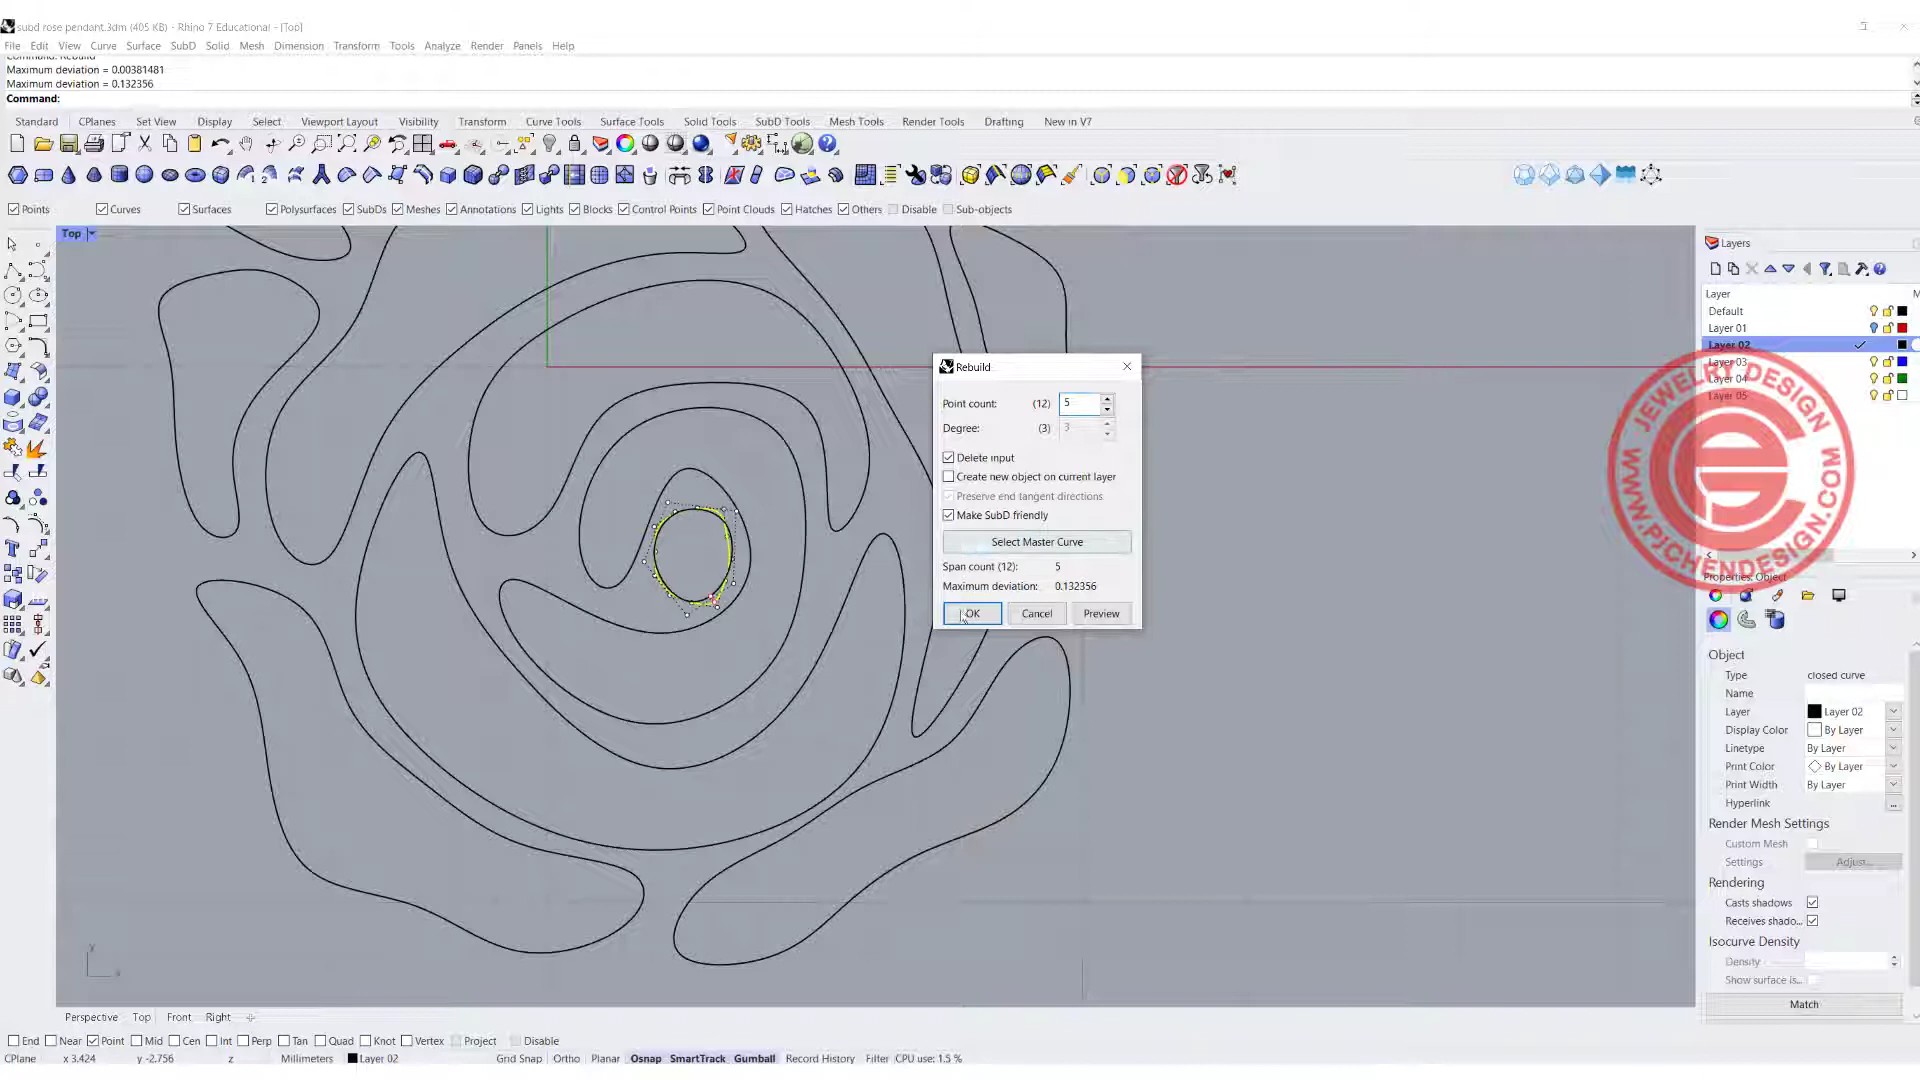 subd rose pendant.3dm (405 KB) - Rhino 7 Educational - [Top]
File Edit View Curve Surface SubD Solid Mesh Dimension Transform Tools Analyze Render Panels Help
Command: Rebuild
Maximum deviation = 0.00381481
Maximum deviation = 0.132356
Command:
Standard CPlanes Set View Display Select Viewport Layout Visibility Transform Curve Tools Surface Tools Solid Tools SubD Tools Mesh Tools Render Tools Drafting New in V7
Points Curves Surfaces Polysurfaces SubDs Meshes Annotations Lights Blocks Control Points Point Clouds Hatches Others Disable Sub-objects
Top
Layers
Layer M
Default
Layer 01
Layer 02
Layer 03
Layer 04
Layer 05
JEWELRY DESIGN
WWW.PJCHENDESIGN.COM
Rebuild
Point count: (12) 5
Degree: (3) 3
Delete input
Create new object on current layer
Preserve end tangent directions
Make SubD friendly
Select Master Curve
Span count (12): 5
Maximum deviation: 0.132356
OK Cancel Preview
Properties: Object
Object
Type closed curve
Name
Layer Layer 02
Display Color By Layer
Linetype By Layer
Print Color By Layer
Print Width By Layer
Hyperlink ...
Render Mesh Settings
Custom Mesh
Settings Adjust...
Rendering
Casts shadows
Receives shado...
Isocurve Density
Density
Show surface is...
Match
y
x
Perspective Top Front Right
End Near Point Mid Cen Int Perp Tan Quad Knot Vertex Project Disable
CPlane x 3.424 y -2.756 z Millimeters Layer 02 Grid Snap Ortho Planar Osnap SmartTrack Gumball Record History Filter CPU use: 1.5 %